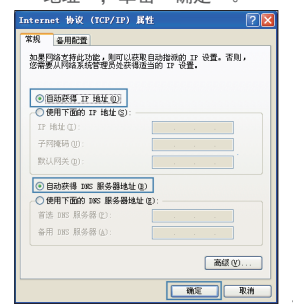 地址”，单击“确定”。
Internet 协议 (TCP/IP) 属性
常规 备用配置
如果网络支持此功能，则可以获取自动指派的 IP 设置。否则，
您需要从网络系统管理员处获得适当的 IP 设置。
自动获得 IP 地址(O)
使用下面的 IP 地址(S):
IP 地址(I):
子网掩码(U):
默认网关(D):
自动获得 DNS 服务器地址(B)
使用下面的 DNS 服务器地址(E):
首选 DNS 服务器(P):
备用 DNS 服务器(A):
高级(V)...
确定 取消